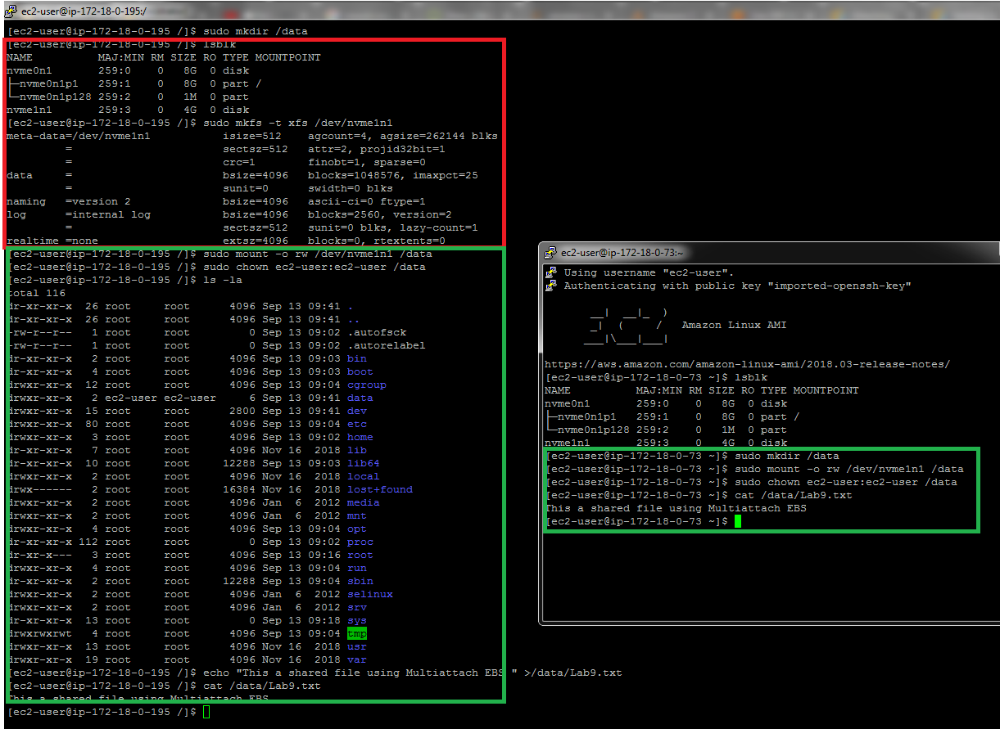 ec2-user@ip-172-18-0-195:/
[ec2-user@ip-172-18-0-195 /]$ sudo mkdir /data
[ec2-user@ip-172-18-0-195 /]$ lsblk
NAME          MAJ:MIN RM SIZE RO TYPE MOUNTPOINT
nvme0n1       259:0    0   8G  0 disk
├─nvme0n1p1   259:1    0   8G  0 part /
└─nvme0n1p128 259:2    0   1M  0 part
nvme1n1       259:3    0   4G  0 disk
[ec2-user@ip-172-18-0-195 /]$ sudo mkfs -t xfs /dev/nvme1n1
meta-data=/dev/nvme1n1           isize=512    agcount=4, agsize=262144 blks
         =                       sectsz=512   attr=2, projid32bit=1
         =                       crc=1        finobt=1, sparse=0
data     =                       bsize=4096   blocks=1048576, imaxpct=25
         =                       sunit=0      swidth=0 blks
naming   =version 2              bsize=4096   ascii-ci=0 ftype=1
log      =internal log           bsize=4096   blocks=2560, version=2
         =                       sectsz=512   sunit=0 blks, lazy-count=1
realtime =none                   extsz=4096   blocks=0, rtextents=0
[ec2-user@ip-172-18-0-195 /]$ sudo mount -o rw /dev/nvme1n1 /data
[ec2-user@ip-172-18-0-195 /]$ sudo chown ec2-user:ec2-user /data
[ec2-user@ip-172-18-0-195 /]$ ls -la
total 116
dr-xr-xr-x  26 root     root      4096 Sep 13 09:41 .
dr-xr-xr-x  26 root     root      4096 Sep 13 09:41 ..
-rw-r--r--   1 root     root         0 Sep 13 09:02 .autofsck
-rw-r--r--   1 root     root         0 Sep 13 09:02 .autorelabel
dr-xr-xr-x   2 root     root      4096 Sep 13 09:03 bin
dr-xr-xr-x   4 root     root      4096 Sep 13 09:03 boot
drwxr-xr-x  12 root     root      4096 Sep 13 09:04 cgroup
drwxr-xr-x   2 ec2-user ec2-user     6 Sep 13 09:41 data
drwxr-xr-x  15 root     root      2800 Sep 13 09:41 dev
drwxr-xr-x  80 root     root      4096 Sep 13 09:04 etc
drwxr-xr-x   3 root     root      4096 Sep 13 09:02 home
dr-xr-xr-x   7 root     root      4096 Nov 16  2018 lib
dr-xr-xr-x  10 root     root     12288 Sep 13 09:03 lib64
drwxr-xr-x   2 root     root      4096 Nov 16  2018 local
drwx------   2 root     root     16384 Nov 16  2018 lost+found
drwxr-xr-x   2 root     root      4096 Jan  6  2012 media
drwxr-xr-x   2 root     root      4096 Jan  6  2012 mnt
drwxr-xr-x   4 root     root      4096 Sep 13 09:04 opt
dr-xr-xr-x 112 root     root         0 Sep 13 09:02 proc
dr-xr-x---   3 root     root      4096 Sep 13 09:16 root
drwxr-xr-x   4 root     root      4096 Sep 13 09:04 run
dr-xr-xr-x   2 root     root     12288 Sep 13 09:04 sbin
drwxr-xr-x   2 root     root      4096 Jan  6  2012 selinux
drwxr-xr-x   2 root     root      4096 Jan  6  2012 srv
dr-xr-xr-x  13 root     root         0 Sep 13 09:18 sys
drwxrwxrwt   4 root     root      4096 Sep 13 09:04 tmp
drwxr-xr-x  13 root     root      4096 Nov 16  2018 usr
drwxr-xr-x  19 root     root      4096 Nov 16  2018 var
[ec2-user@ip-172-18-0-195 /]$ echo "This a shared file using Multiattach EBS " >/data/Lab9.txt
[ec2-user@ip-172-18-0-195 /]$ cat /data/Lab9.txt
This a shared file using Multiattach EBS
[ec2-user@ip-172-18-0-195 /]$
ec2-user@ip-172-18-0-73:~
Using username "ec2-user".
Authenticating with public key "imported-openssh-key"
       __|  __|_  )
       _|  (     /   Amazon Linux AMI
      ___|\___|___|
https://aws.amazon.com/amazon-linux-ami/2018.03-release-notes/
[ec2-user@ip-172-18-0-73 ~]$ lsblk
NAME          MAJ:MIN RM SIZE RO TYPE MOUNTPOINT
nvme0n1       259:0    0   8G  0 disk
├─nvme0n1p1   259:1    0   8G  0 part /
└─nvme0n1p128 259:2    0   1M  0 part
nvme1n1       259:3    0   4G  0 disk
[ec2-user@ip-172-18-0-73 ~]$ sudo mkdir /data
[ec2-user@ip-172-18-0-73 ~]$ sudo mount -o rw /dev/nvme1n1 /data
[ec2-user@ip-172-18-0-73 ~]$ sudo chown ec2-user:ec2-user /data
[ec2-user@ip-172-18-0-73 ~]$ cat /data/Lab9.txt
This a shared file using Multiattach EBS
[ec2-user@ip-172-18-0-73 ~]$